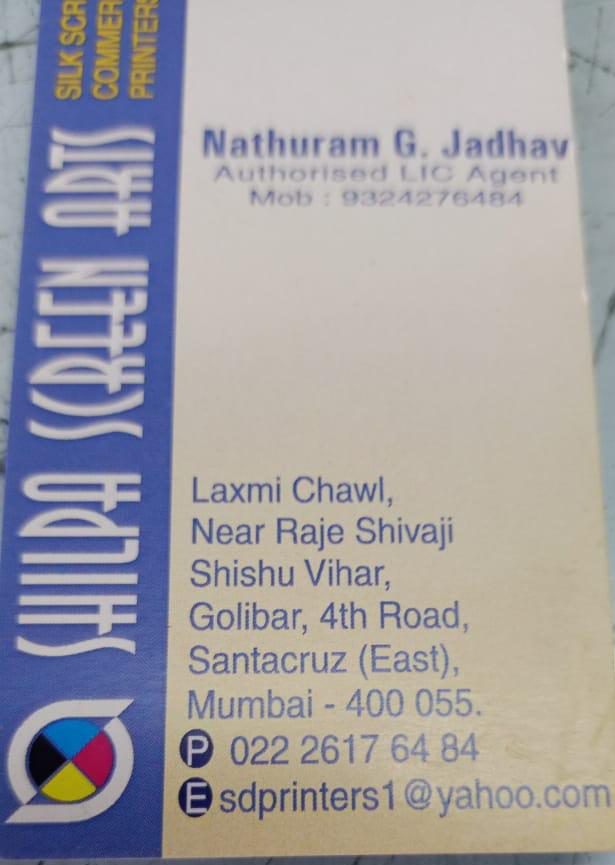 SILK SCR
COMMER
PRINTERS
SHILPA SCREEN ARTS
Nathuram G. Jadhav
Authorised LIC Agent
Mob : 9324276484
Laxmi Chawl,
Near Raje Shivaji
Shishu Vihar,
Golibar, 4th Road,
Santacruz (East),
Mumbai - 400 055.
P 022 2617 64 84
E sdprinters1@yahoo.com